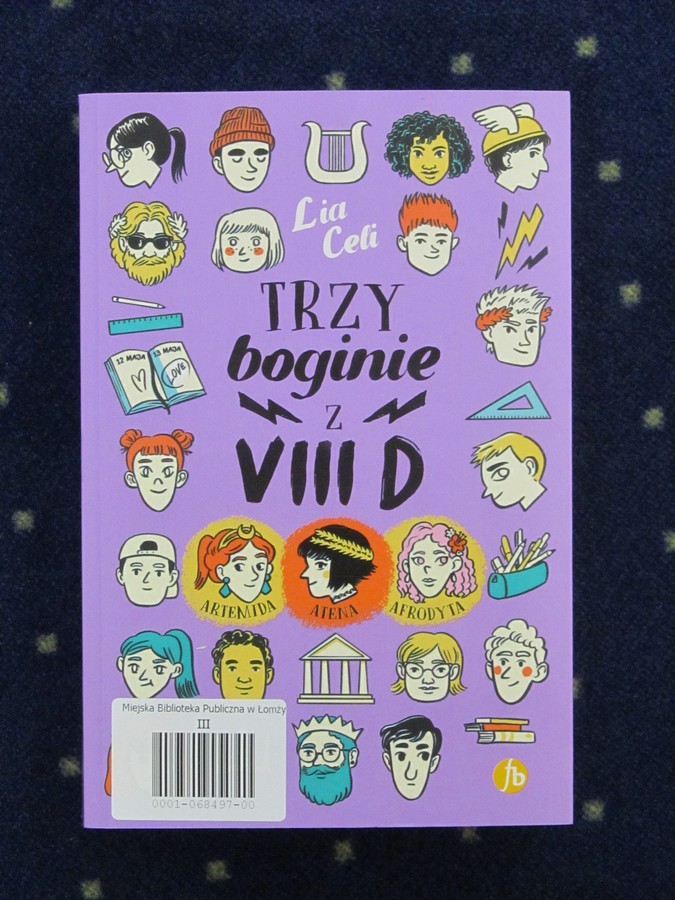 Lia
Celi
TRZY
boginie
z
VIII D
12 MAJA 13 MAJA
LOVE
ARTEMIDA ATENA AFRODYTA
Miejska Biblioteka Publiczna w Łomży
III
0001-068497-00
fb